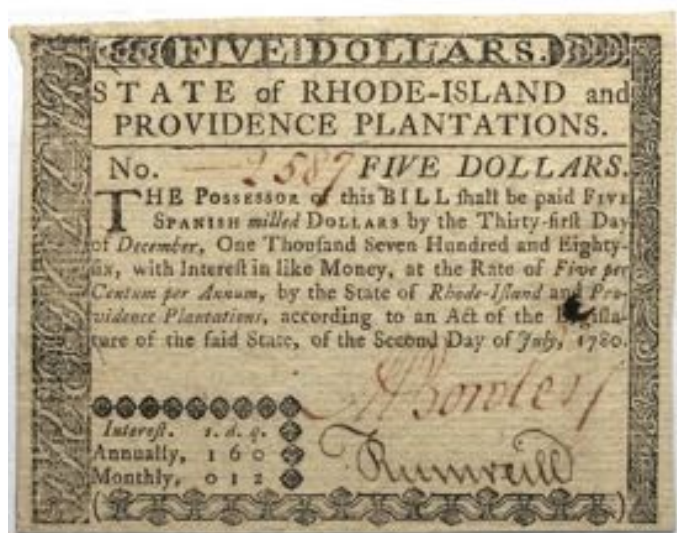 FIVE DOLLARS.
STATE of RHODE-ISLAND and
PROVIDENCE PLANTATIONS.
No. 2587 FIVE DOLLARS.
THE POSSESSOR of this BILL ſhall be paid FIVE
SPANISH milled DOLLARS by the Thirty-firſt Day
of December, One Thouſand Seven Hundred and Eighty-
ſix, with Intereſt in like Money, at the Rate of Five per
Centum per Annum, by the State of Rhode-Iſland and Pro-
vidence Plantations, according to an Act of the Legiſla-
ture of the ſaid State, of the Second Day of July, 1780.
Bowler
Intereſt. s. d. q.
Annually, 1 6 0
Monthly, 0 1 2
Rumreill